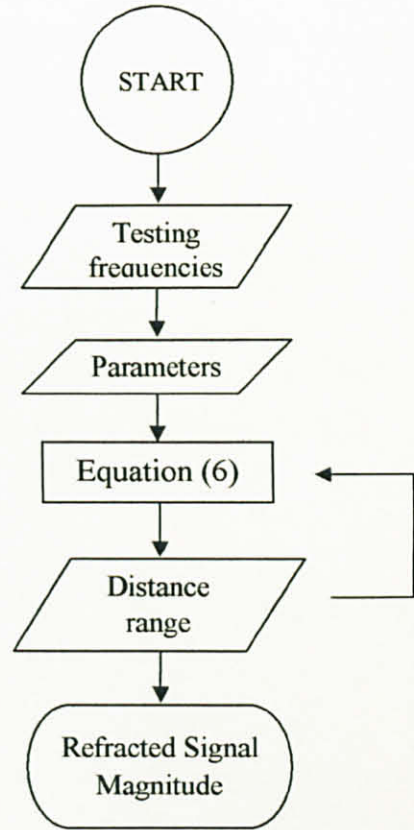 START
Testing
frequencies
Parameters
Equation (6)
Distance
range
Refracted Signal
Magnitude